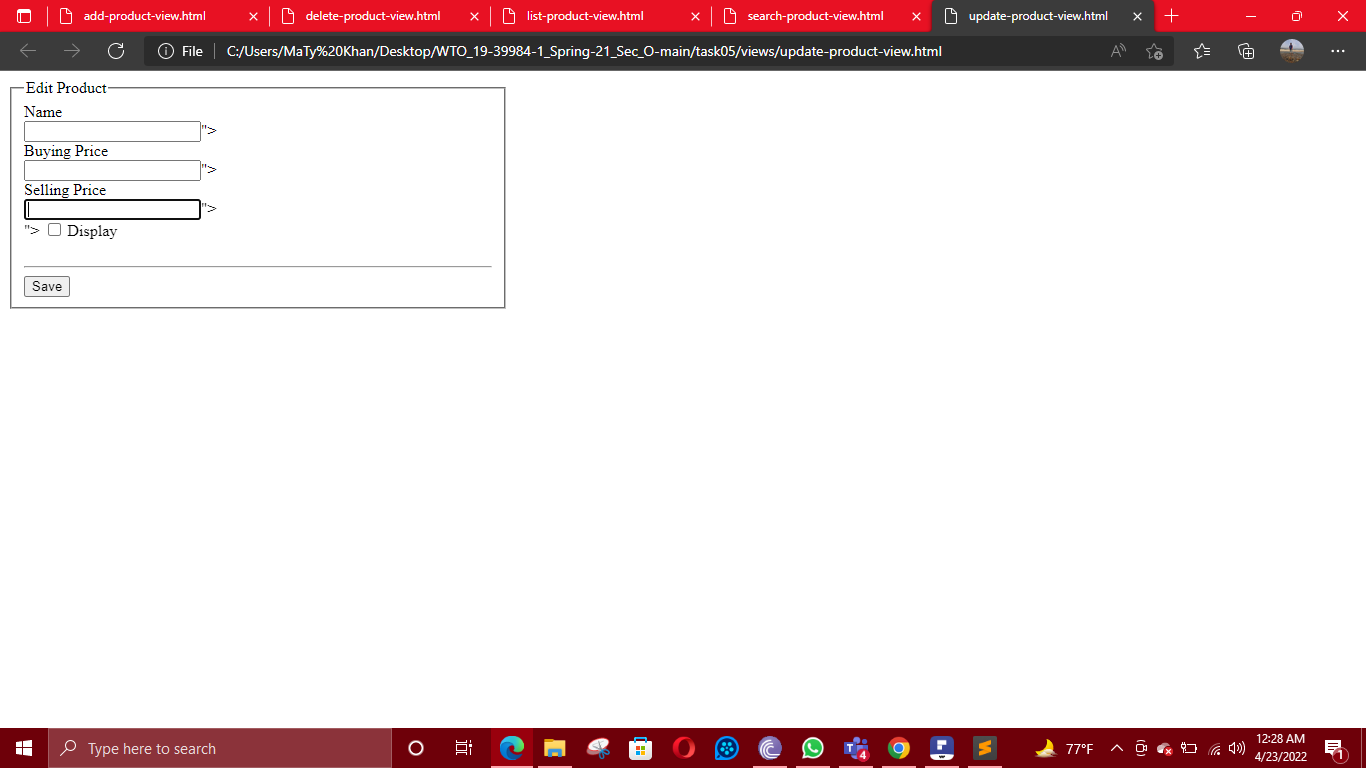 add-product-view.html
delete-product-view.html
list-product-view.html
search-product-view.html
update-product-view.html
File
C:/Users/MaTy%20Khan/Desktop/WTO_19-39984-1_Spring-21_Sec_O-main/task05/views/update-product-view.html
Edit Product
Name
">
Buying Price
">
Selling Price
">
"> Display
Save
Type here to search
4
77°F
12:28 AM
4/23/2022
1